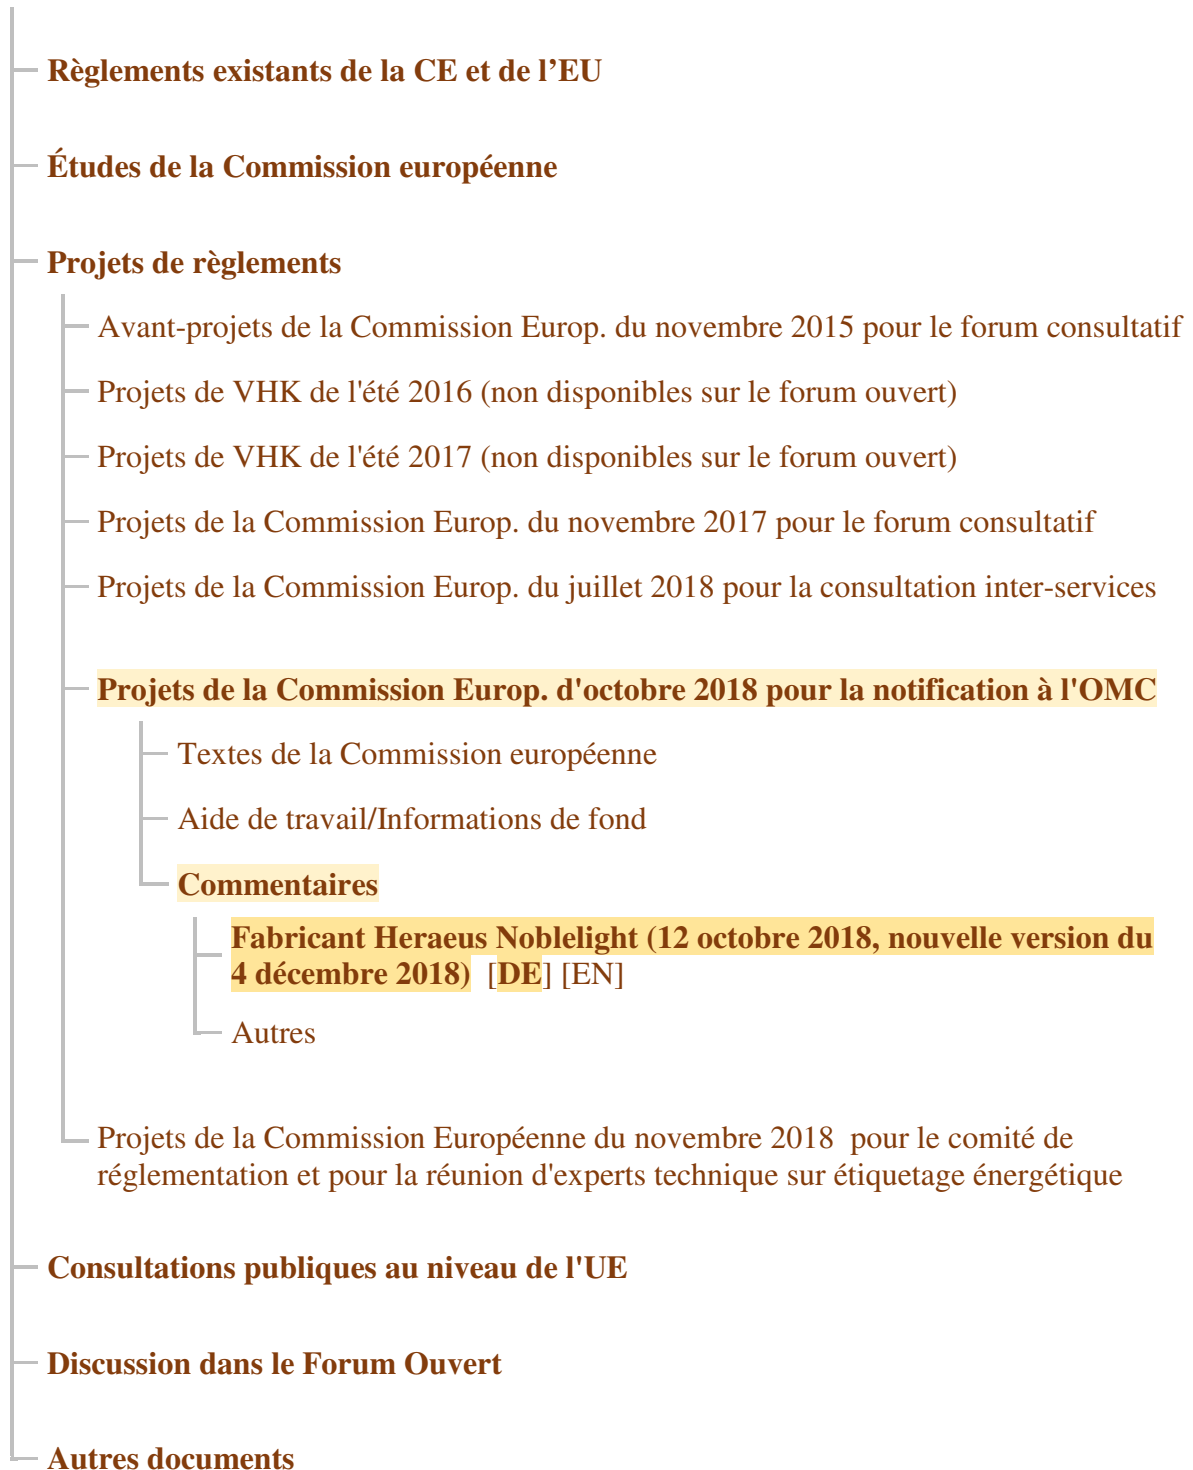 Règlements existants de la CE et de l’EU
Études de la Commission européenne
Projets de règlements
Avant-projets de la Commission Europ. du novembre 2015 pour le forum consultatif
Projets de VHK de l'été 2016 (non disponibles sur le forum ouvert)
Projets de VHK de l'été 2017 (non disponibles sur le forum ouvert)
Projets de la Commission Europ. du novembre 2017 pour le forum consultatif
Projets de la Commission Europ. du juillet 2018 pour la consultation inter-services
Projets de la Commission Europ. d'octobre 2018 pour la notification à l'OMC
Textes de la Commission européenne
Aide de travail/Informations de fond
Commentaires
Fabricant Heraeus Noblelight (12 octobre 2018, nouvelle version du
4 décembre 2018) [DE] [EN]
Autres
Projets de la Commission Européenne du novembre 2018 pour le comité de
réglementation et pour la réunion d'experts technique sur étiquetage énergétique
Consultations publiques au niveau de l'UE
Discussion dans le Forum Ouvert
Autres documents